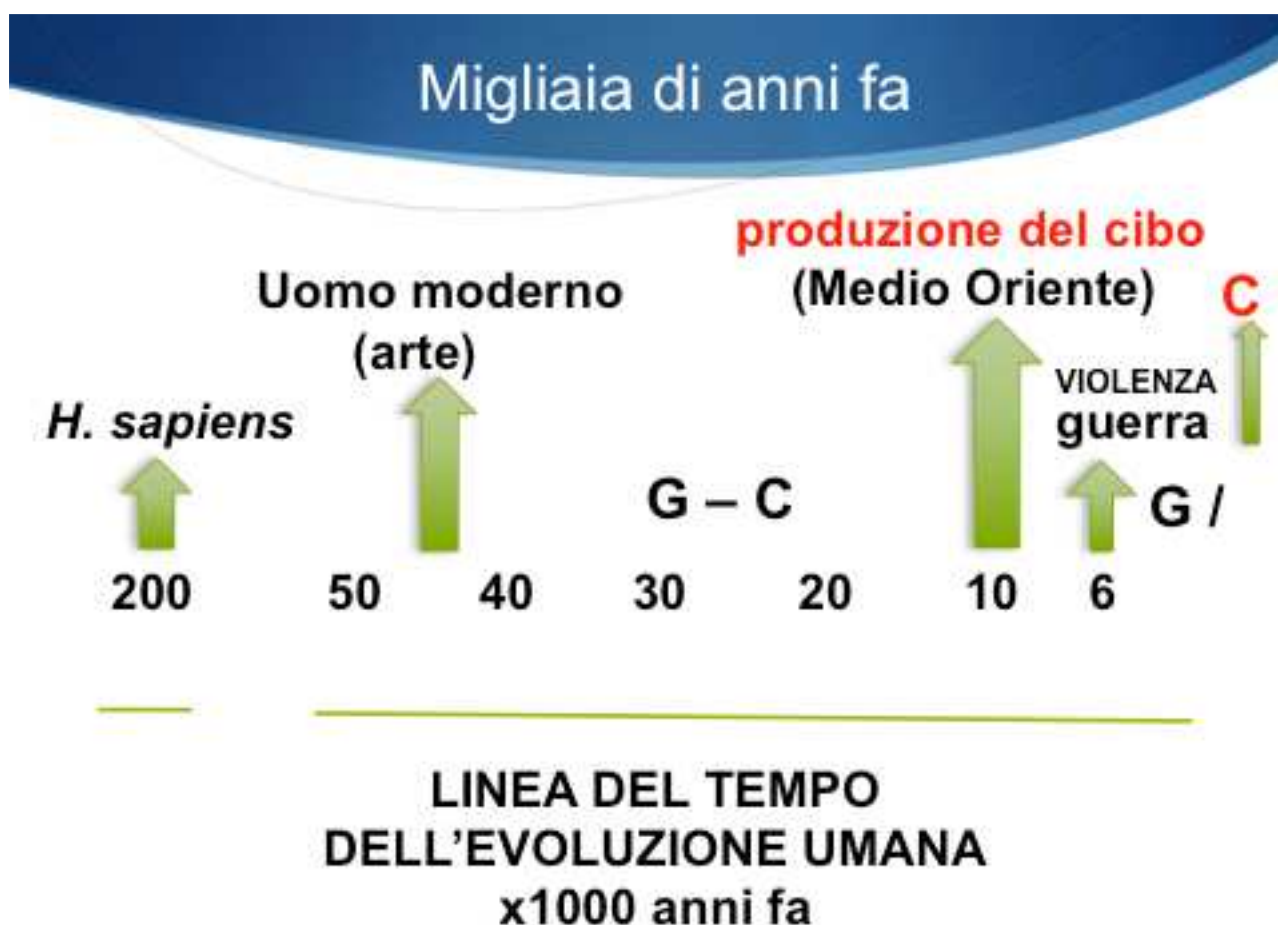 Migliaia di anni fa
produzione del cibo
(Medio Oriente)
C
Uomo moderno
(arte)
VIOLENZA
guerra
H. sapiens
G – C
G /
200 50 40 30 20 10 6
LINEA DEL TEMPO
DELL’EVOLUZIONE UMANA
x1000 anni fa